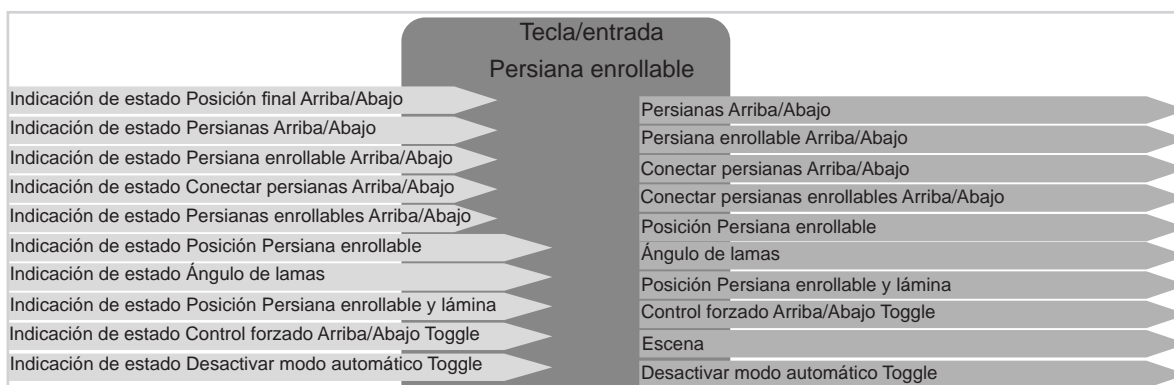 Tecla/entrada
Persiana enrollable
Indicación de estado Posición final Arriba/Abajo
Indicación de estado Persianas Arriba/Abajo
Indicación de estado Persiana enrollable Arriba/Abajo
Indicación de estado Conectar persianas Arriba/Abajo
Indicación de estado Persianas enrollables Arriba/Abajo
Indicación de estado Posición Persiana enrollable
Indicación de estado Ángulo de lamas
Indicación de estado Posición Persiana enrollable y lámina
Indicación de estado Control forzado Arriba/Abajo Toggle
Indicación de estado Desactivar modo automático Toggle
Persianas Arriba/Abajo
Persiana enrollable Arriba/Abajo
Conectar persianas Arriba/Abajo
Conectar persianas enrollables Arriba/Abajo
Posición Persiana enrollable
Ángulo de lamas
Posición Persiana enrollable y lámina
Control forzado Arriba/Abajo Toggle
Escena
Desactivar modo automático Toggle